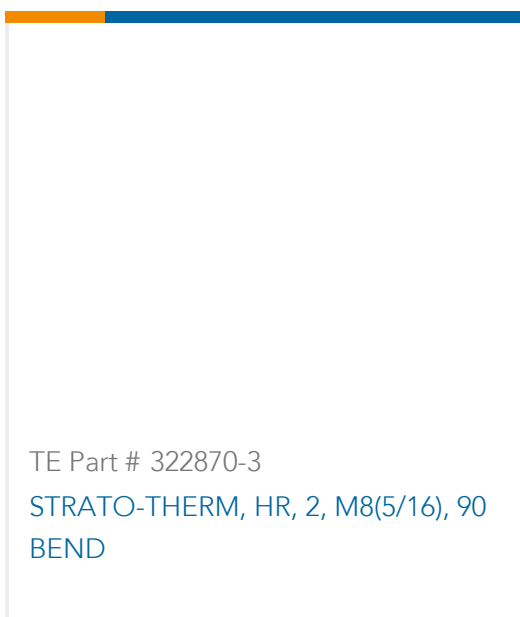 TE Part # 322870-3
STRATO-THERM, HR, 2, M8(5/16), 90
BEND